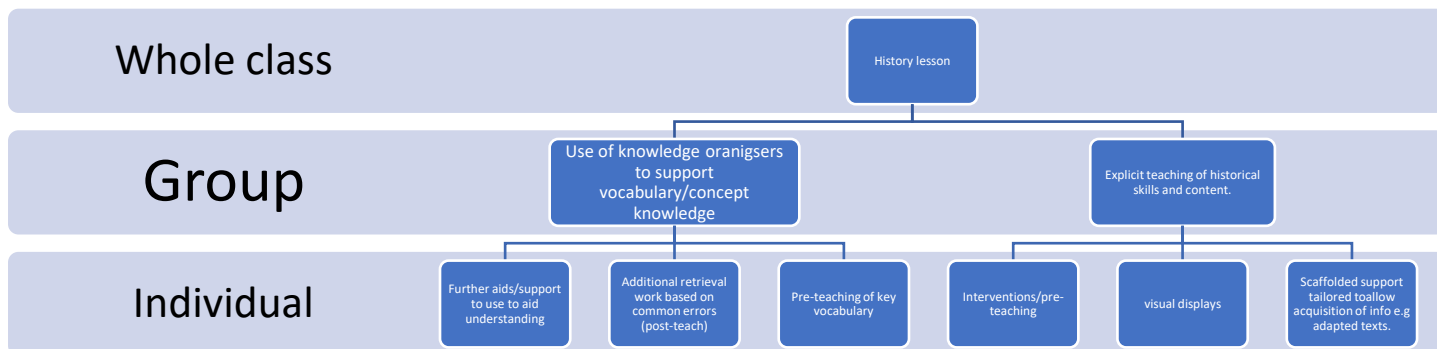 Whole class
History lesson
Group
Use of knowledge oranigsers
to support
vocabulary/concept
knowledge
Explicit teaching of historical
skills and content.
Individual
Further aids/support
to use to aid
understanding
Additional retrieval
work based on
common errors
(post-teach)
Pre-teaching of key
vocabulary
Interventions/pre-
teaching
visual displays
Scaffolded support
tailored toallow
acquisition of info e.g
adapted texts.